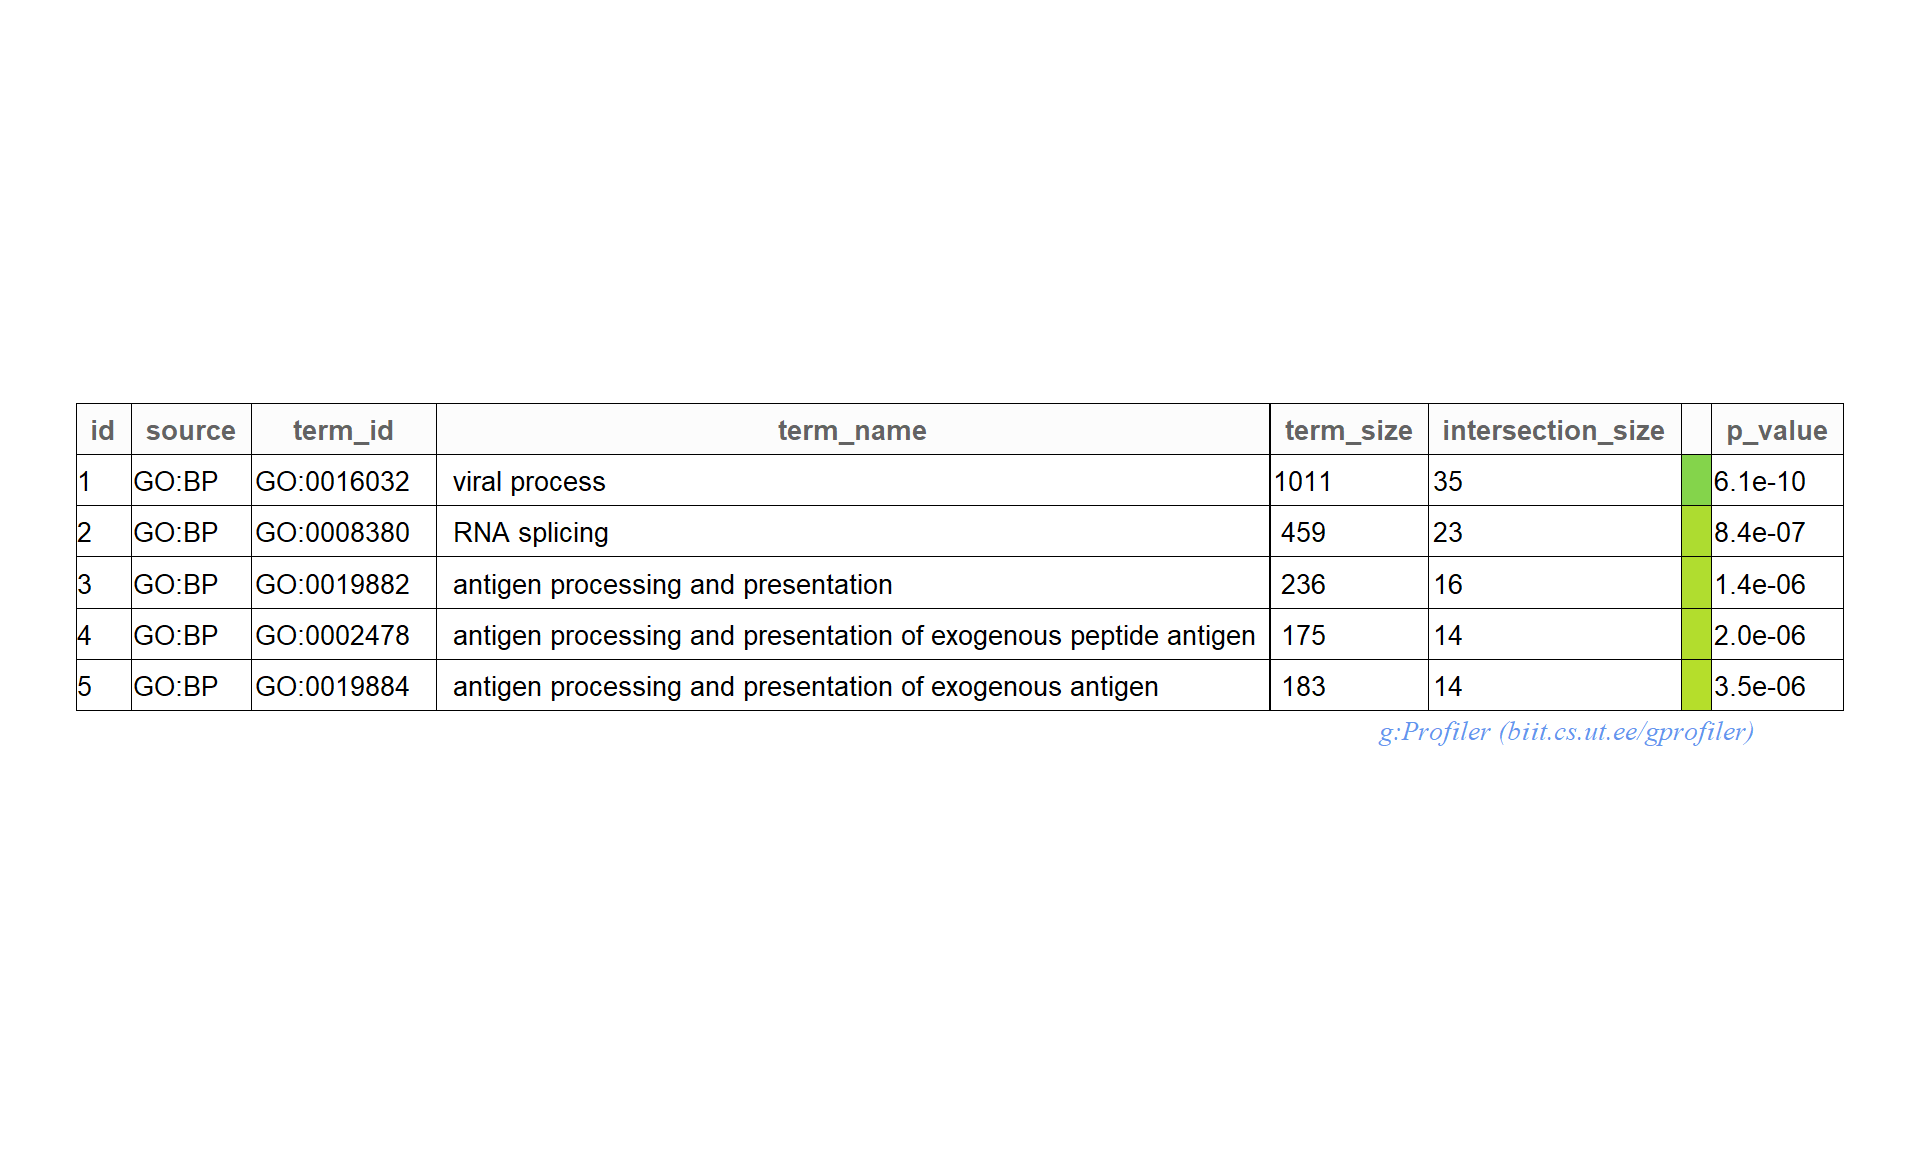 id source term_id term_name term_size intersection_size p_value
1 GO:BP GO:0016032 viral process 1011 35 6.1e-10
2 GO:BP GO:0008380 RNA splicing 459 23 8.4e-07
3 GO:BP GO:0019882 antigen processing and presentation 236 16 1.4e-06
4 GO:BP GO:0002478 antigen processing and presentation of exogenous peptide antigen 175 14 2.0e-06
5 GO:BP GO:0019884 antigen processing and presentation of exogenous antigen 183 14 3.5e-06
g:Profiler (biit.cs.ut.ee/gprofiler)